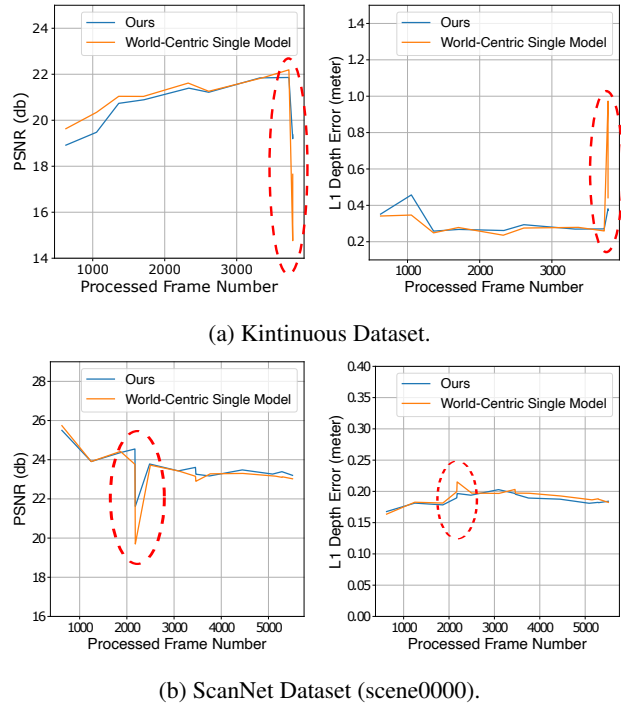 24
22
20
18
16
14
PSNR (db)
Ours
World-Centric Single Model
1000
2000
3000
Processed Frame Number
1.4
1.2
1.0
0.8
0.6
0.4
0.2
L1 Depth Error (meter)
Ours
World-Centric Single Model
1000
2000
3000
Processed Frame Number
(a) Kintinuous Dataset.
28
26
24
22
20
18
16
PSNR (db)
Ours
World-Centric Single Model
1000
2000
3000
4000
5000
Processed Frame Number
0.40
0.35
0.30
0.25
0.20
0.15
0.10
0.05
0.00
L1 Depth Error (meter)
Ours
World-Centric Single Model
1000
2000
3000
4000
5000
Processed Frame Number
(b) ScanNet Dataset (scene0000).